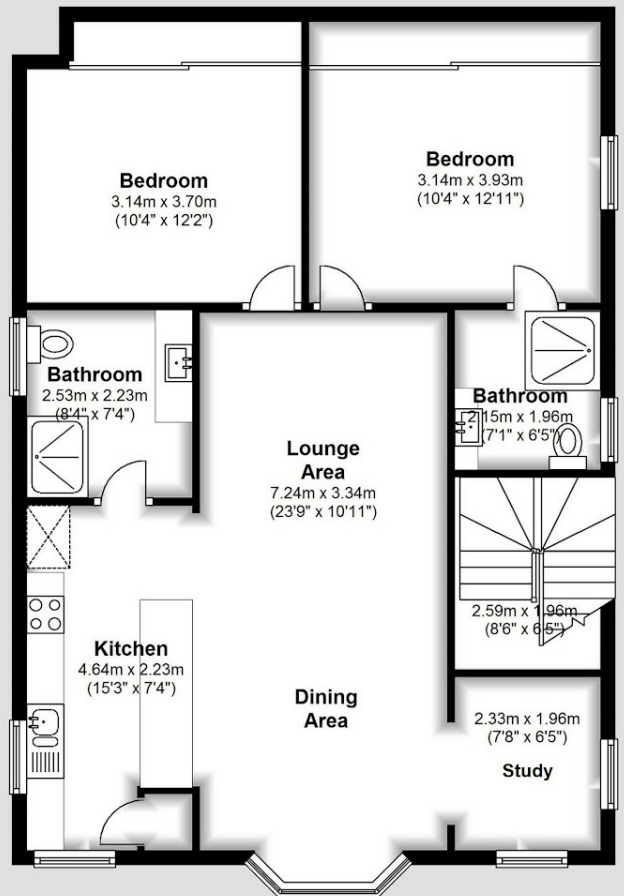 Bedroom
3.14m x 3.70m
(10'4" x 12'2")
Bedroom
3.14m x 3.93m
(10'4" x 12'11")
Bathroom
2.53m x 2.23m
(8'4" x 7'4")
Bathroom
2.15m x 1.96m
(7'1" x 6'5")
Lounge
Area
7.24m x 3.34m
(23'9" x 10'11")
2.59m x 1.96m
(8'6" x 6'5")
Kitchen
4.64m x 2.23m
(15'3" x 7'4")
Dining
Area
2.33m x 1.96m
(7'8" x 6'5")
Study